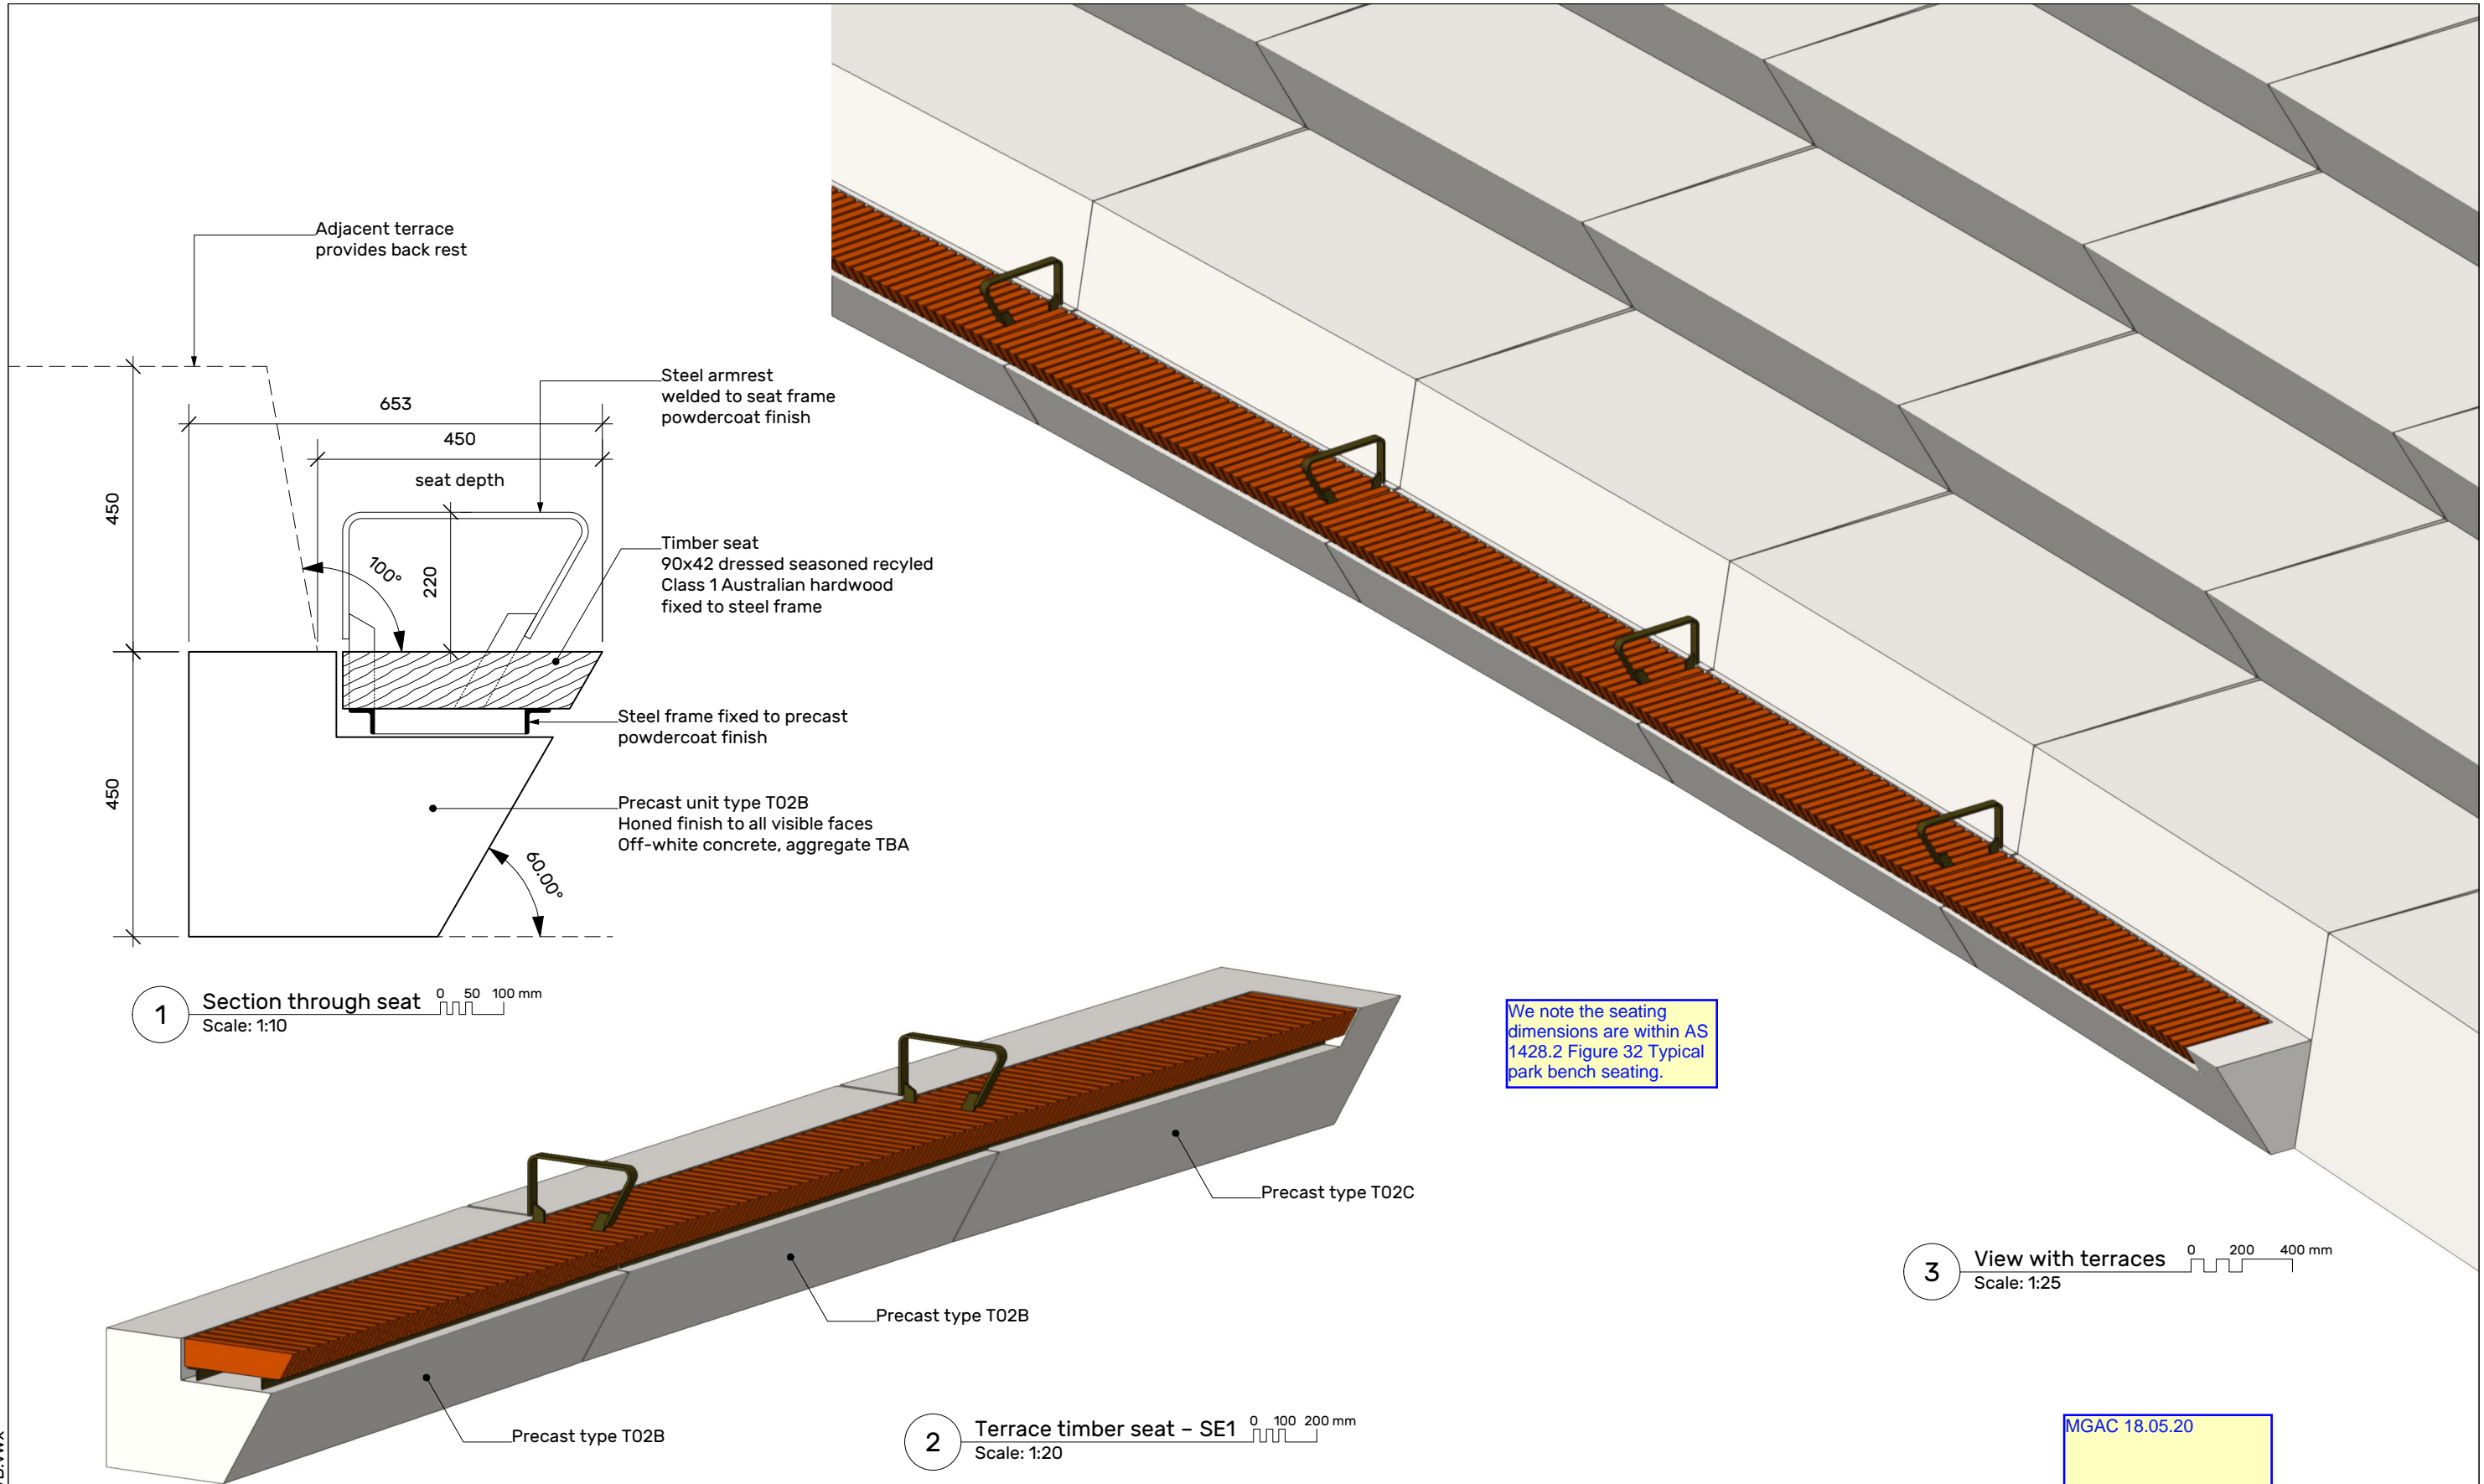 Adjacent terrace
provides back rest
653
450
seat depth
450
100°
220
450
60.00°
Steel armrest
welded to seat frame
powdercoat finish
Timber seat
90x42 dressed seasoned recyled
Class 1 Australian hardwood
fixed to steel frame
Steel frame fixed to precast
powdercoat finish
Precast unit type T02B
Honed finish to all visible faces
Off-white concrete, aggregate TBA
1 Section through seat 0 50 100 mm
Scale: 1:10
We note the seating
dimensions are within AS
1428.2 Figure 32 Typical
park bench seating.
Precast type T02C
Precast type T02B
Precast type T02B
2 Terrace timber seat – SE1 0 100 200 mm
Scale: 1:20
3 View with terraces 0 200 400 mm
Scale: 1:25
MGAC 18.05.20